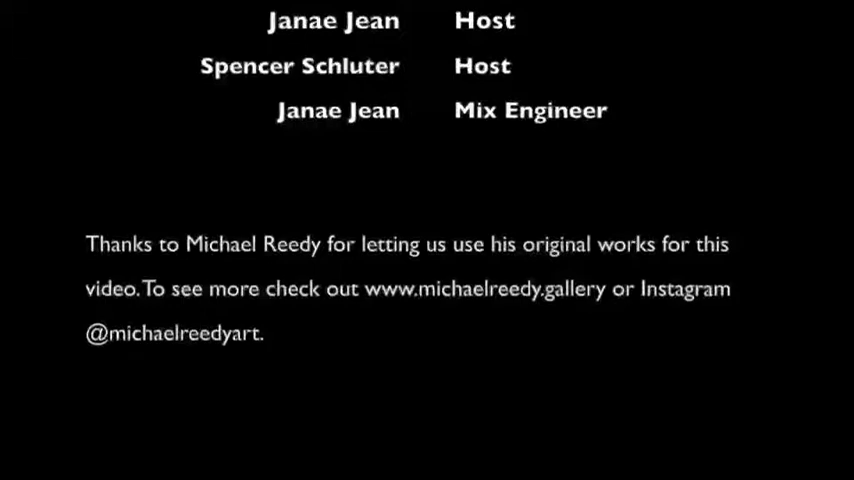 Janae Jean Host
Spencer Schluter Host
Janae Jean Mix Engineer
Thanks to Michael Reedy for letting us use his original works for this
video. To see more check out www.michaelreedy.gallery or Instagram
@michaelreedyart.